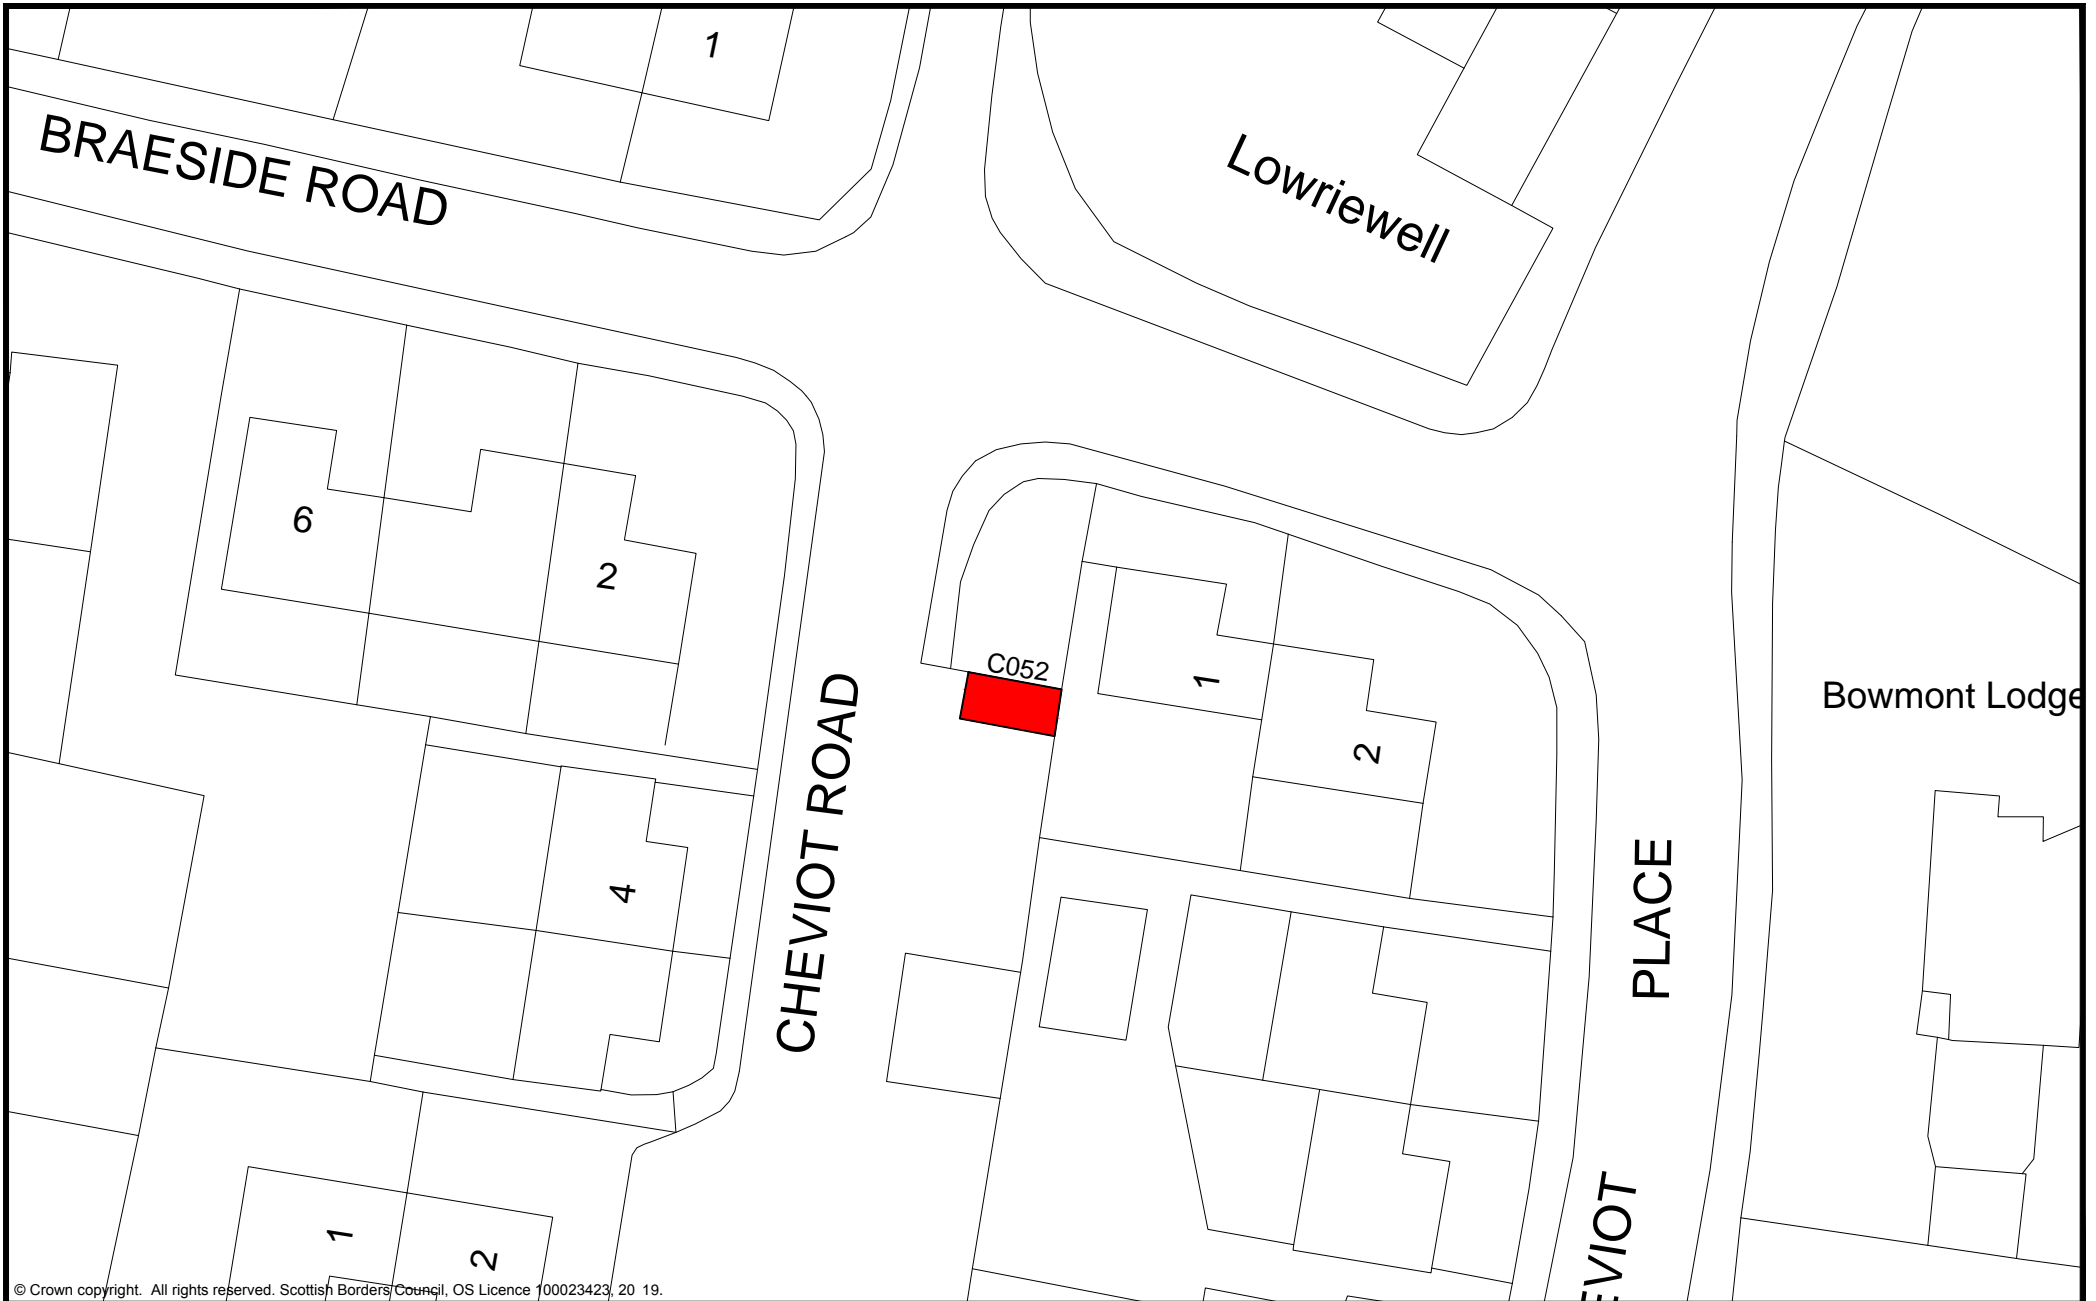 1
BRAESIDE ROAD
Lowriewell
6
2
C052
1
2
Bowmont Lodge
CHEVIOT ROAD
4
PLACE
EVIOT
1
2
© Crown copyright. All rights reserved. Scottish Borders Council, OS Licence 100023423, 20 19.